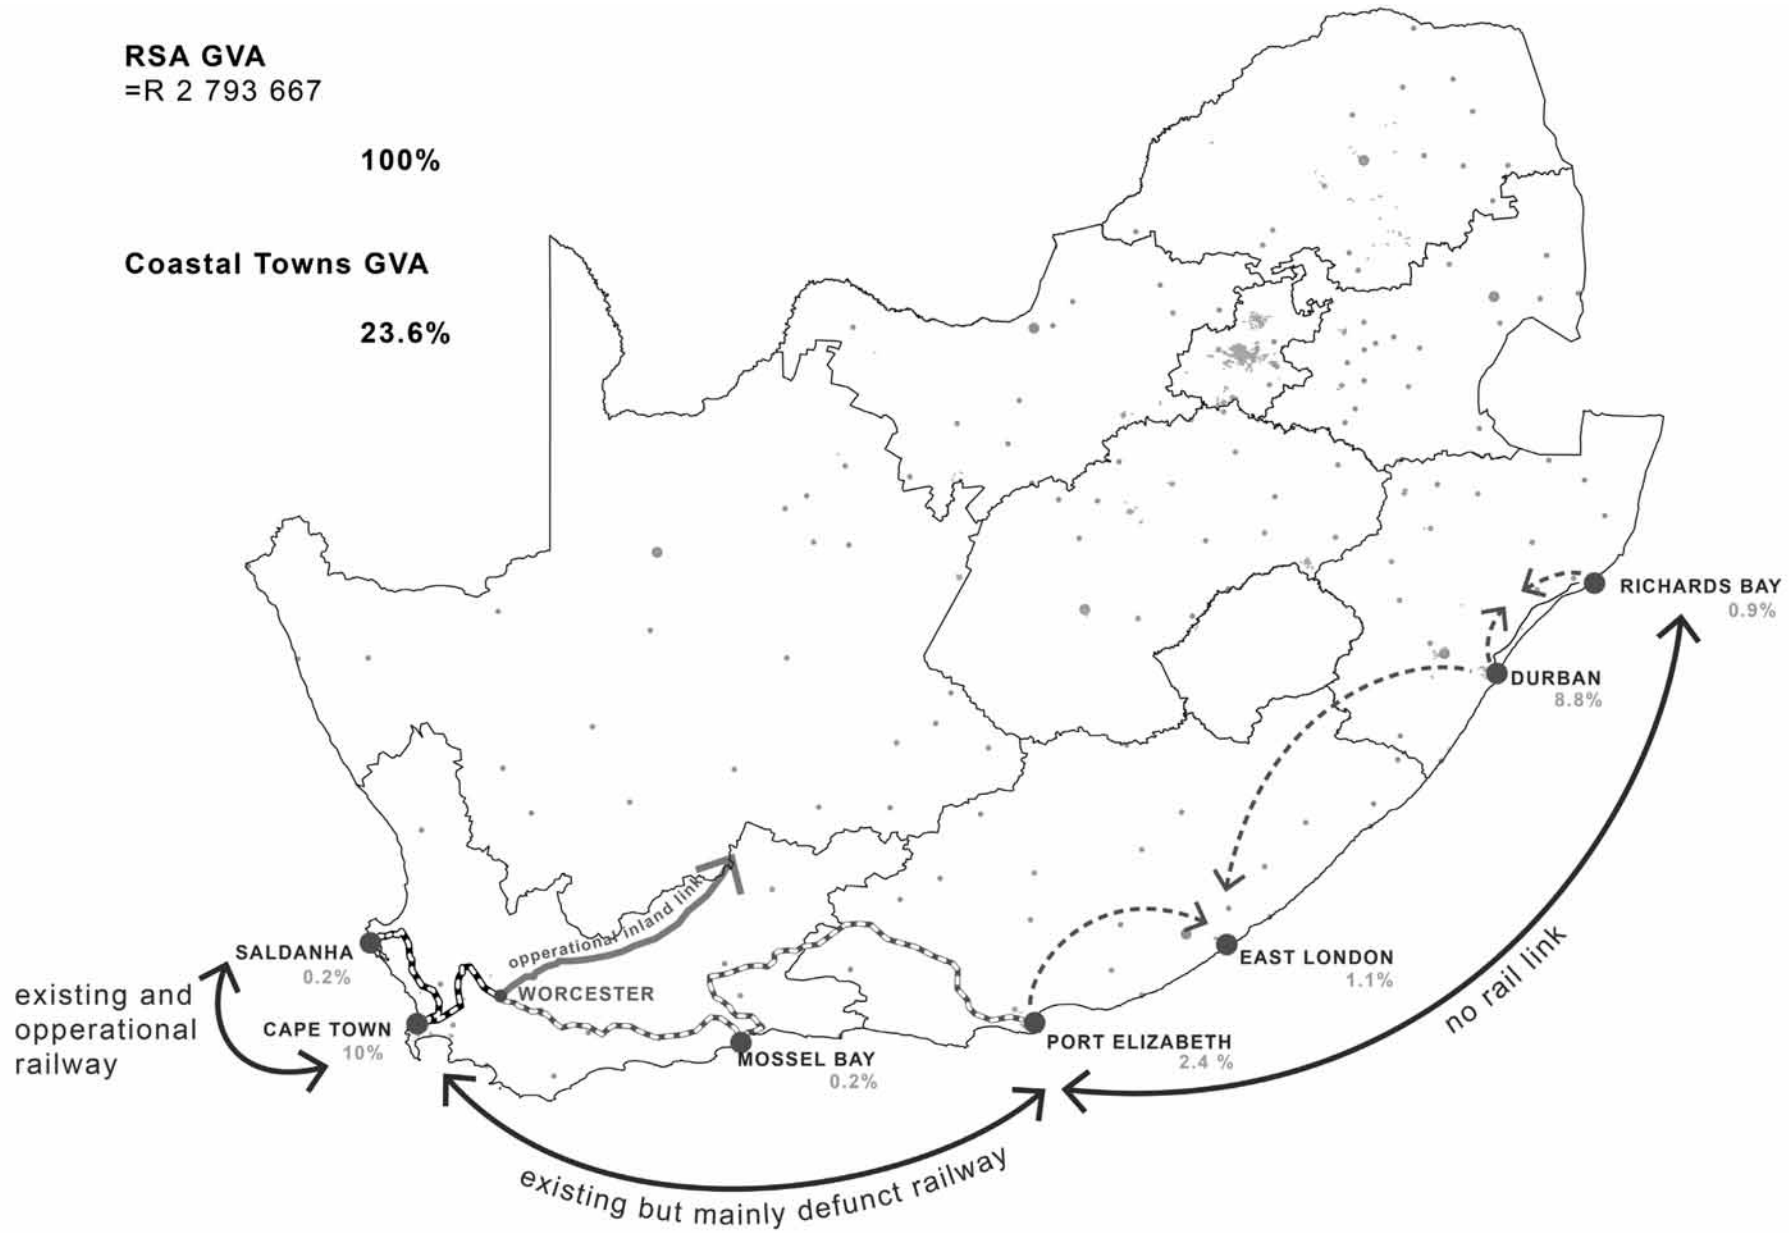 RSA GVA
=R 2 793 667
100%
Coastal Towns GVA
23.6%
RICHARDS BAY
0.9%
DURBAN
8.8%
opperational inland link
SALDANHA
0.2%
WORCESTER
EAST LONDON
1.1%
existing and
opperational
railway
CAPE TOWN
10%
MOSSEL BAY
0.2%
PORT ELIZABETH
2.4 %
no rail link
existing but mainly defunct railway